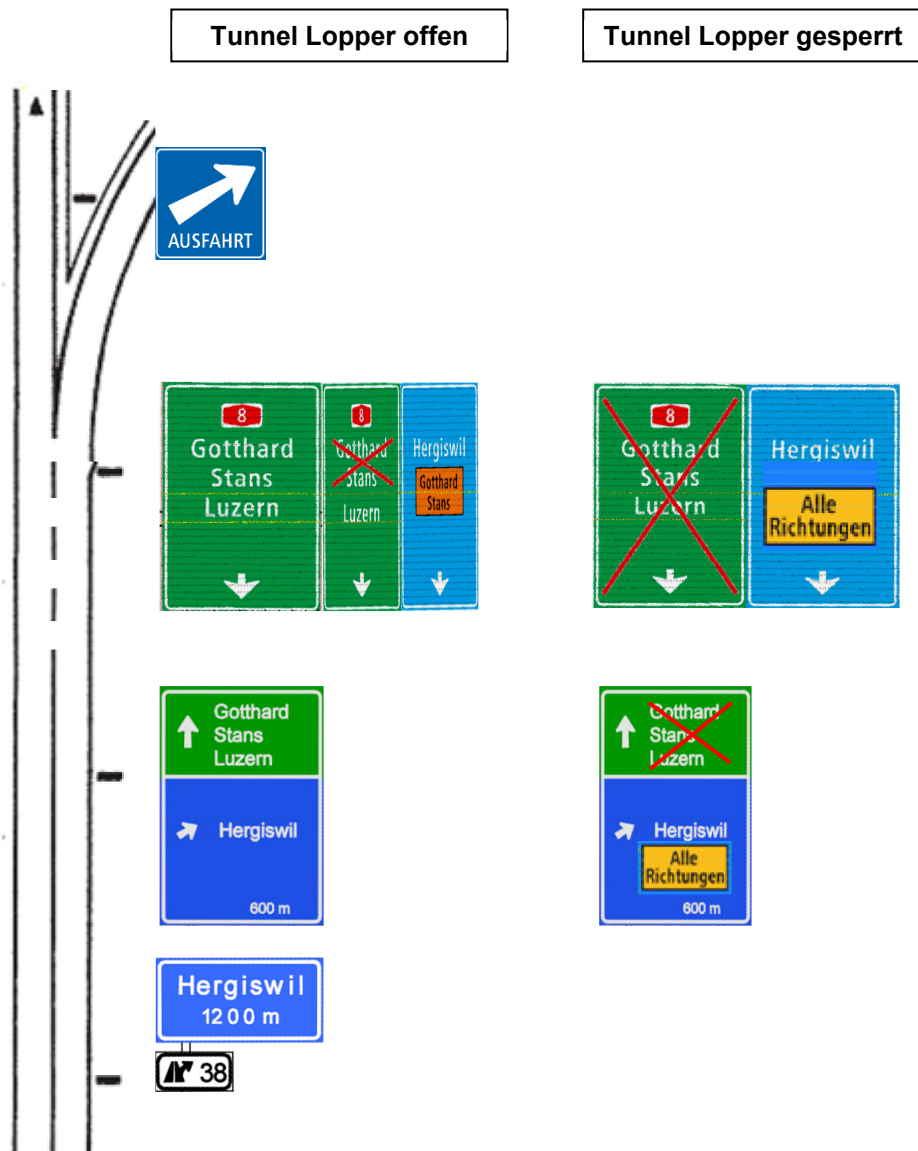 Tunnel Lopper offen
Tunnel Lopper gesperrt
AUSFAHRT
8
Gotthard
Stans
Luzern
8
Gotthard
Stans
Luzern
Hergiswil
Gotthard
Stans
8
Gotthard
Stans
Luzern
Hergiswil
Alle
Richtungen
Gotthard
Stans
Luzern
Hergiswil
600 m
Gotthard
Stans
Luzern
Hergiswil
Alle
Richtungen
600 m
Hergiswil
1200 m
38